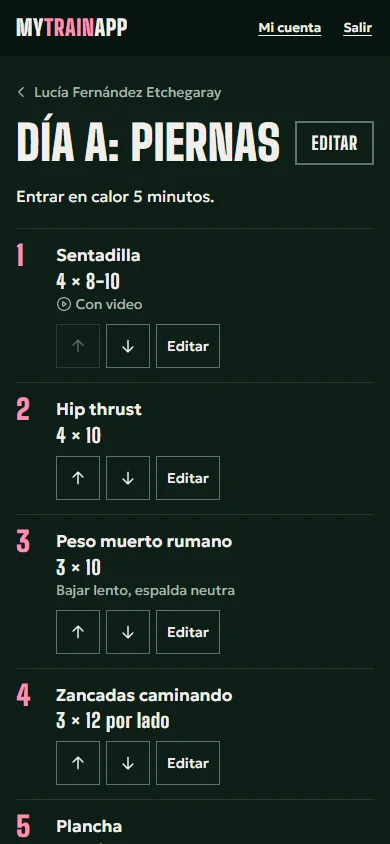 MYTRAINAPP
Mi cuenta
Salir
Lucía Fernández Etchegaray
DÍA A: PIERNAS
EDITAR
Entrar en calor 5 minutos.
1
Sentadilla
4 × 8-10
Con video
Editar
2
Hip thrust
4 × 10
Editar
3
Peso muerto rumano
3 × 10
Bajar lento, espalda neutra
Editar
4
Zancadas caminando
3 × 12 por lado
Editar
5
Plancha